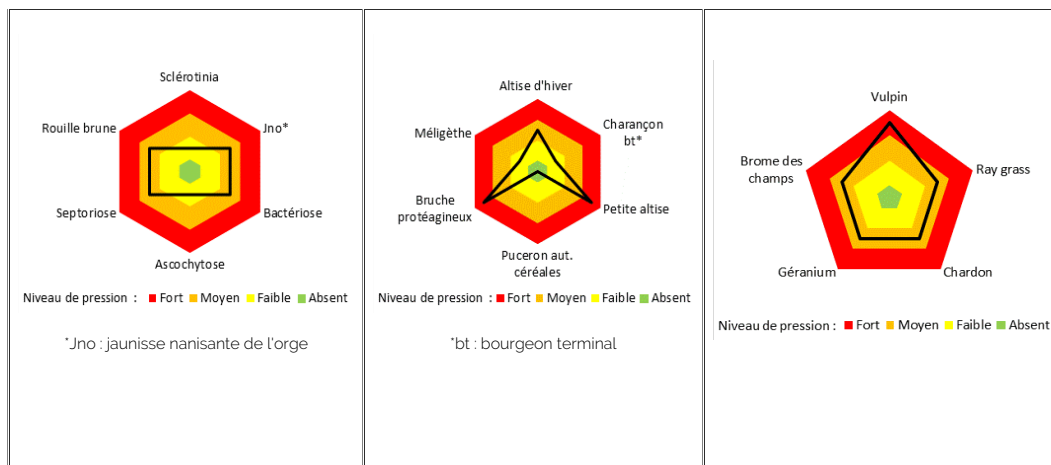 Sclérotinia
Rouille brune
Jno*
Septoriose
Bactériose
Ascochytose
Niveau de pression : Fort Moyen Faible Absent
*Jno : jaunisse nanisante de l'orge
Altise d'hiver
Méligèthe
Charançon
bt*
Bruche
protéagineux
Petite altise
Puceron aut.
céréales
Niveau de pression : Fort Moyen Faible Absent
*bt : bourgeon terminal
Vulpin
Brome des
champs
Ray grass
Géranium
Chardon
Niveau de pression : Fort Moyen Faible Absent